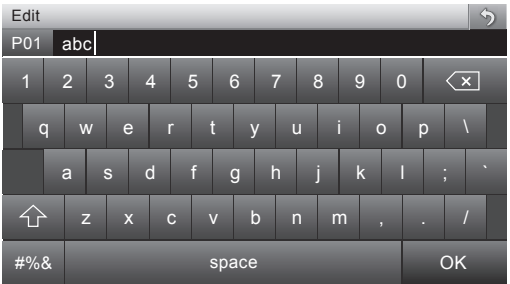 Edit
P01 abc
1 2 3 4 5 6 7 8 9 0
q w e r t y u i o p \
a s d f g h j k l ; `
z x c v b n m , . /
#%& space OK